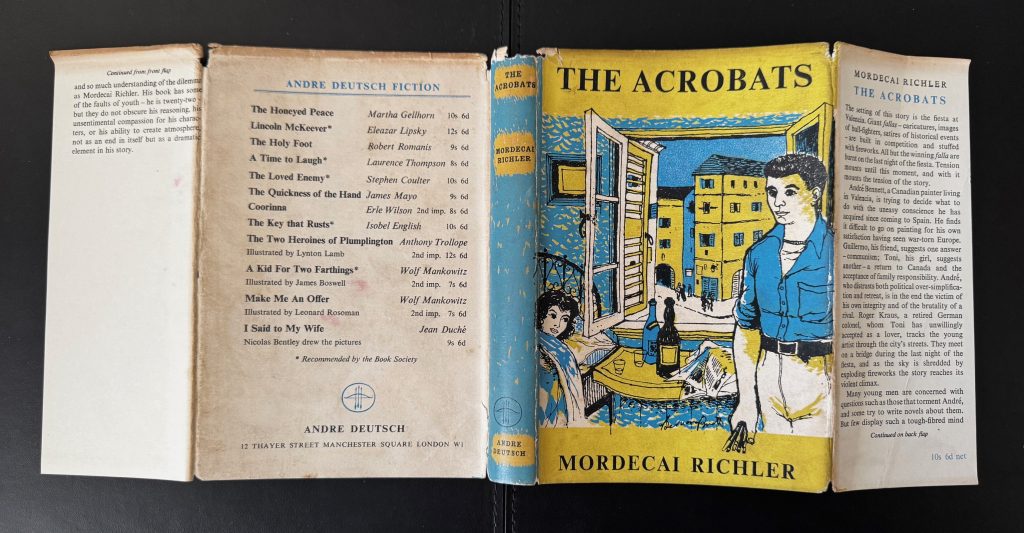 Continued from front flap
and so much understanding of the dilemma
as Mordecai Richler. His book has some
of the faults of youth – he is twenty-two –
but they do not obscure his reasoning, his
unsentimental compassion for his charac-
ters, or his ability to create atmosphere,
not as an end in itself but as a dramatic
element in his story.
ANDRE DEUTSCH FICTION
The Honeyed Peace Martha Gellhorn 10s 6d
Lincoln McKeever* Eleazar Lipsky 12s 6d
The Holy Foot Robert Romanis 9s 6d
A Time to Laugh* Laurence Thompson 8s 6d
The Loved Enemy* Stephen Coulter 10s 6d
The Quickness of the Hand James Mayo 9s 6d
Coorinna Erle Wilson 2nd imp. 8s 6d
The Key that Rusts* Isobel English 10s 6d
The Two Heroines of Plumplington Anthony Trollope
Illustrated by Lynton Lamb 2nd imp. 12s 6d
A Kid For Two Farthings* Wolf Mankowitz
Illustrated by James Boswell 2nd imp. 7s 6d
Make Me An Offer Wolf Mankowitz
Illustrated by Leonard Rosoman 2nd imp. 7s 6d
I Said to My Wife Jean Duché
Nicolas Bentley drew the pictures 9s 6d
* Recommended by the Book Society
ANDRE DEUTSCH
12 THAYER STREET MANCHESTER SQUARE LONDON W1
THE
ACROBATS
MORDECAI
RICHLER
ANDRE
DEUTSCH
THE ACROBATS
MORDECAI RICHLER
MORDECAI RICHLER
THE ACROBATS
The setting of this story is the fiesta at
Valencia. Giant fallas – caricatures, images
of bull-fighters, satires of historical events
– are built in competition and stuffed
with fireworks. All but the winning falla are
burnt on the last night of the fiesta. Tension
mounts until this moment, and with it
mounts the tension of the story.
André Bennett, a Canadian painter living
in Valencia, is trying to decide what to
do with the uneasy conscience he has
acquired since coming to Spain. He finds
it difficult to go on painting for his own
satisfaction having seen war-torn Europe.
Guillermo, his friend, suggests one answer
– communism; Toni, his girl, suggests
another – a return to Canada and the
acceptance of family responsibility. André,
who distrusts both political over-simplifica-
tion and retreat, is in the end the victim of
his own integrity and of the brutality of a
rival. Roger Kraus, a retired German
colonel, whom Toni has unwillingly
accepted as a lover, tracks the young
artist through the city's streets. They meet
on a bridge during the last night of the
fiesta, and as the sky is shredded by
exploding fireworks the story reaches its
violent climax.
Many young men are concerned with
questions such as those that torment André,
and some try to write novels about them.
But few display such a tough-fibred mind
Continued on back flap
10s 6d net